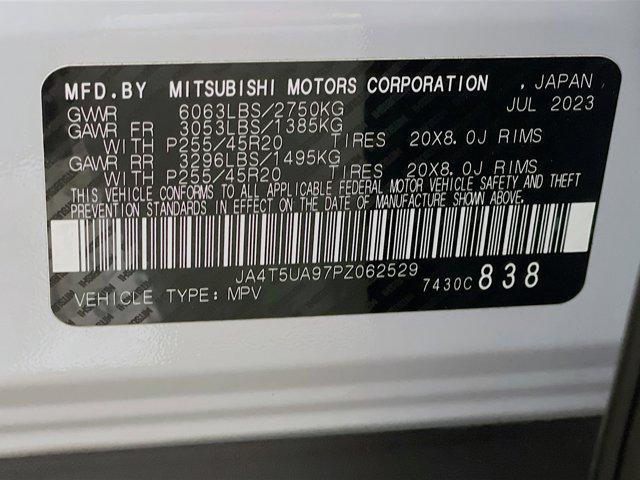 MFD.BY MITSUBISHI MOTORS CORPORATION , JAPAN
GVWR 6063LBS/2750KG JUL 2023
GAWR FR 3053LBS/1385KG
WITH P255/45R20 TIRES 20X8.0J RIMS
GAWR RR 3296LBS/1495KG
WITH P255/45R20 TIRES 20X8.0J RIMS
THIS VEHICLE CONFORMS TO ALL APPLICABLE FEDERAL MOTOR VEHICLE SAFETY AND THEFT
PREVENTION STANDARDS IN EFFECT ON THE DATE OF MANUFACTURE SHOWN ABOVE.
JA4T5UA97PZ062529
VEHICLE TYPE: MPV 7430C 838